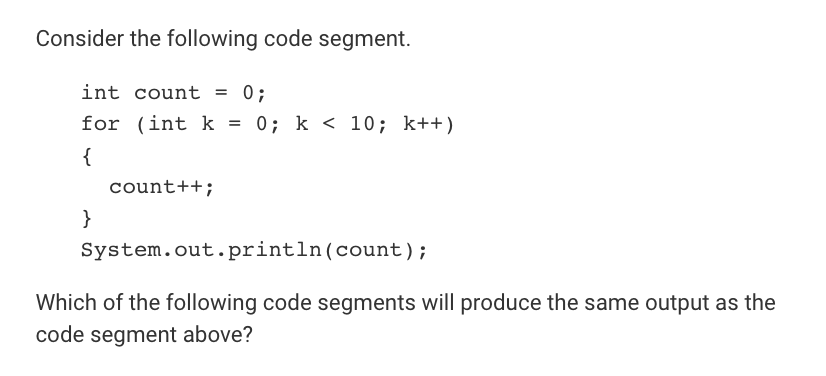 Consider the following code segment.
int count = 0;
for (int k = 0; k < 10; k++)
{
count++;
}
System.out.println(count);
Which of the following code segments will produce the same output as the
code segment above?